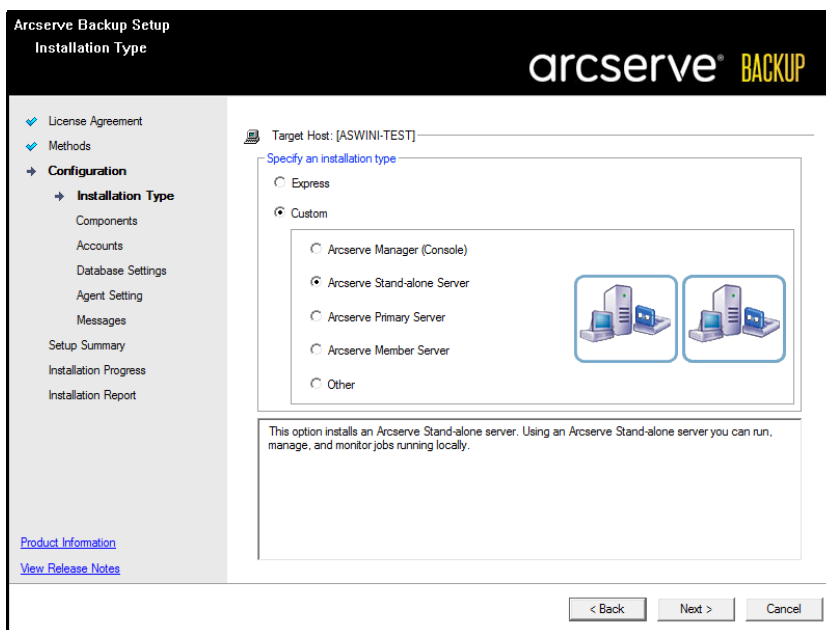 Arcserve Backup Setup
Installation Type
arcserve® BACKUP
License Agreement
Methods
Configuration
Installation Type
Components
Accounts
Database Settings
Agent Setting
Messages
Setup Summary
Installation Progress
Installation Report
Product Information
View Release Notes
Target Host: [ASWINI-TEST]
Specify an installation type
Express
Custom
Arcserve Manager (Console)
Arcserve Stand-alone Server
Arcserve Primary Server
Arcserve Member Server
Other
This option installs an Arcserve Stand-alone server. Using an Arcserve Stand-alone server you can run,
manage, and monitor jobs running locally.
< Back
Next >
Cancel